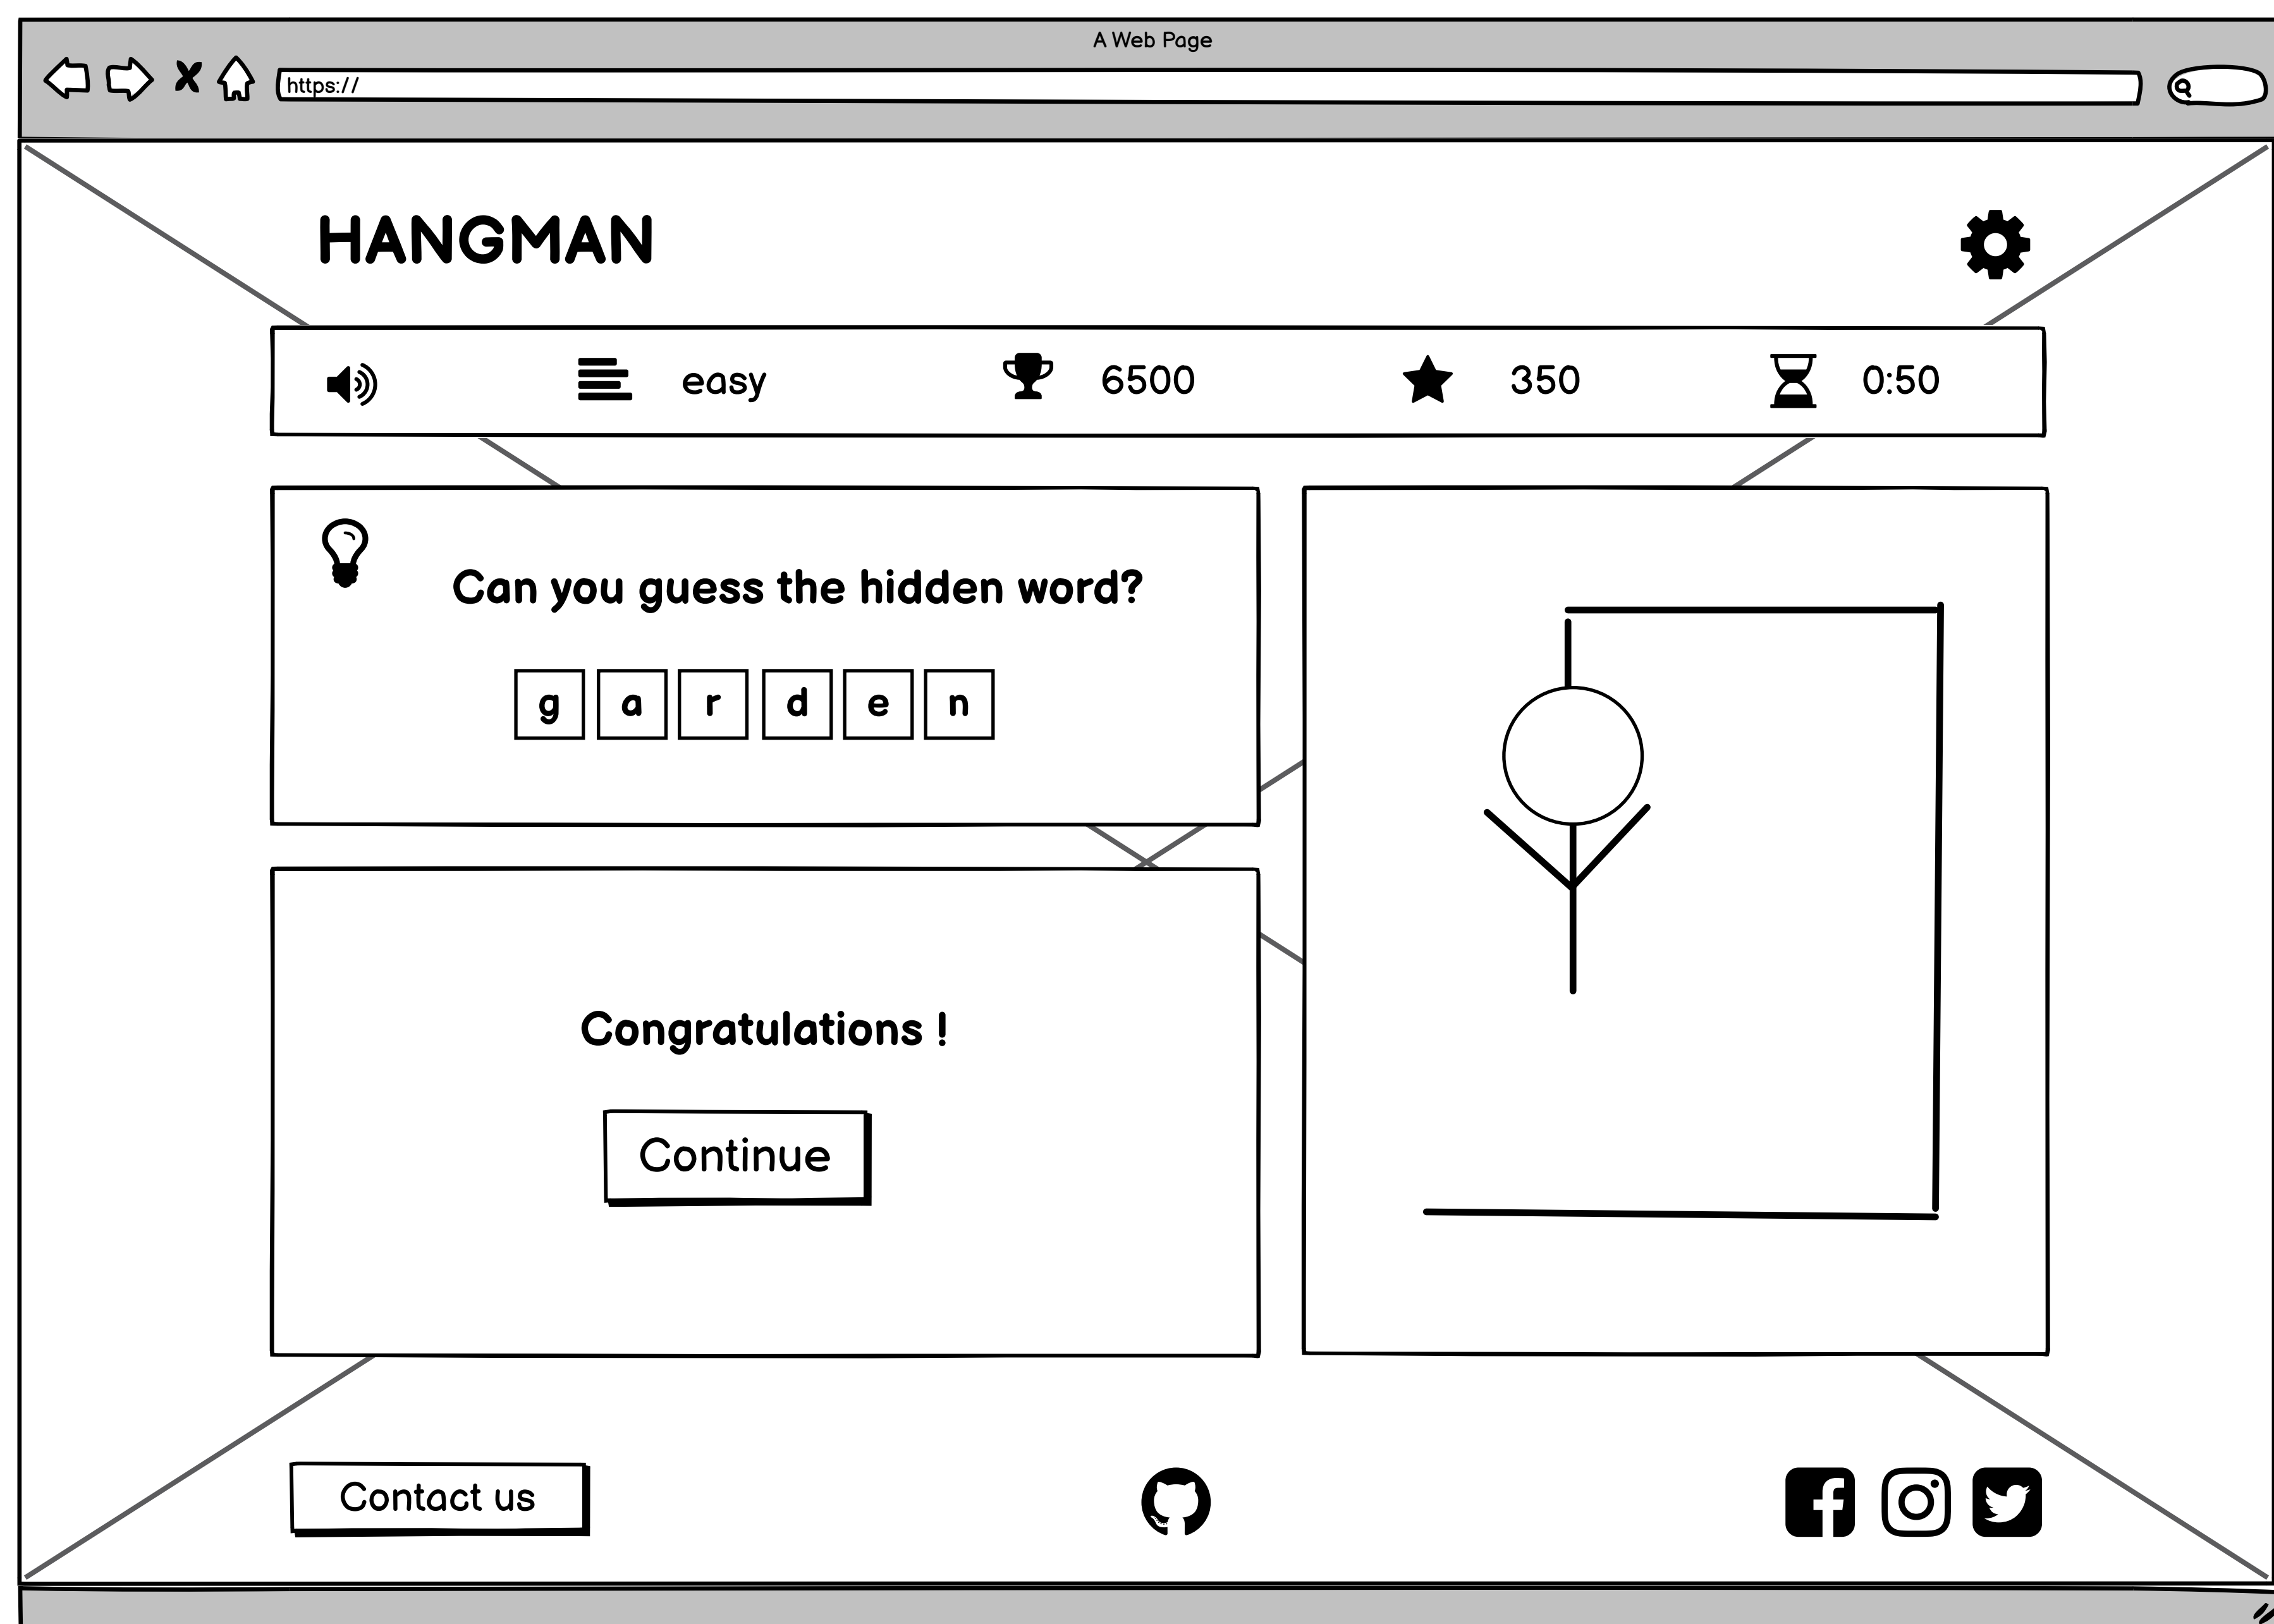 A Web Page
https://
HANGMAN
easy 6500 350 0:50
Can you guess the hidden word?
g a r d e n
Congratulations !
Continue
Contact us